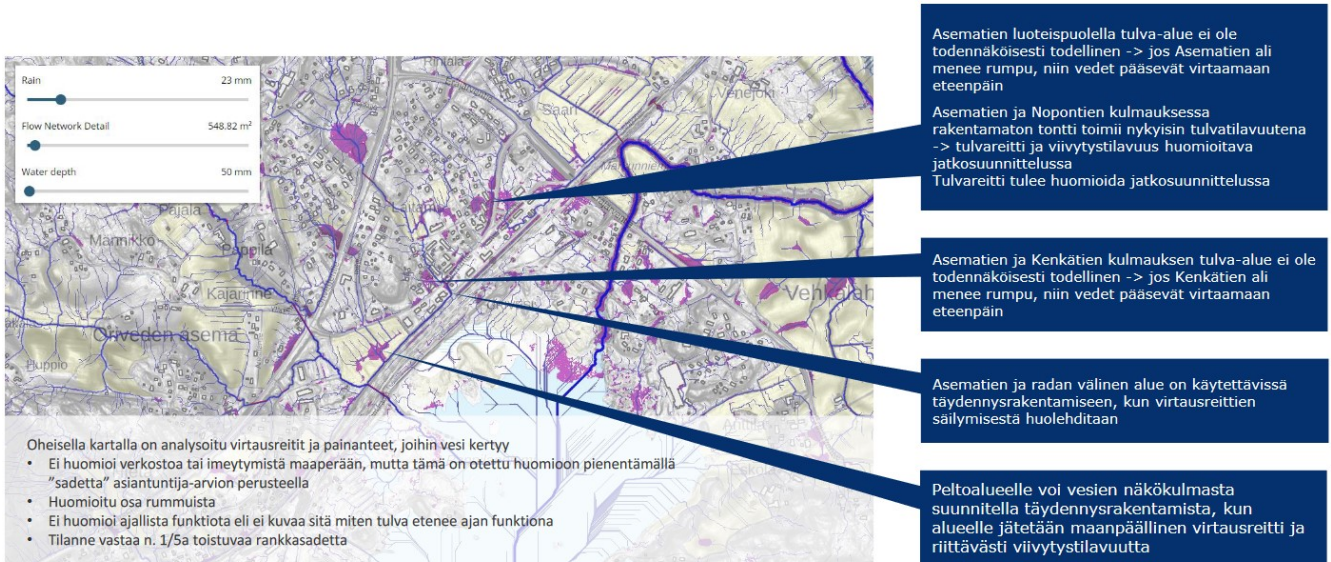 Rain 23 mm
Flow Network Detail 548.82 m²
Water depth 50 mm
Rintala
Venejoki
Saari
Pajala
Mannikkö
Kajarinne
Oriveden asema
Huppio
Vehkalah
Oheisella kartalla on analysoitu virtausreitit ja painanteet, joihin vesi kertyy
• Ei huomioi verkostoa tai imeytymistä maaperään, mutta tämä on otettu huomioon pienentämällä
”sadetta” asiantuntija-arvion perusteella
• Huomioitu osa rummuista
• Ei huomioi ajallista funktiota eli ei kuvaa sitä miten tulva etenee ajan funktiona
• Tilanne vastaa n. 1/5a toistuvaa rankkasadetta
Asematien luoteispuolella tulva-alue ei ole
todennäköisesti todellinen -> jos Asematien ali
menee rumpu, niin vedet pääsevät virtaamaan
eteenpäin
Asematien ja Nopontien kulmauksessa
rakentamaton tontti toimii nykyisin tulvatilavuutena
-> tulvareitti ja viivytystilavuus huomioitava
jatkosuunnittelussa
Tulvareitti tulee huomioida jatkosuunnittelussa
Asematien ja Kenkätien kulmauksen tulva-alue ei ole
todennäköisesti todellinen -> jos Kenkätien ali
menee rumpu, niin vedet pääsevät virtaamaan
eteenpäin
Asematien ja radan välinen alue on käytettävissä
täydennysrakentamiseen, kun virtausreittien
säilymisestä huolehditaan
Peltoalueelle voi vesien näkökulmasta
suunnitella täydennysrakentamista, kun
alueelle jätetään maanpäällinen virtausreitti ja
riittävästi viivytystilavuutta